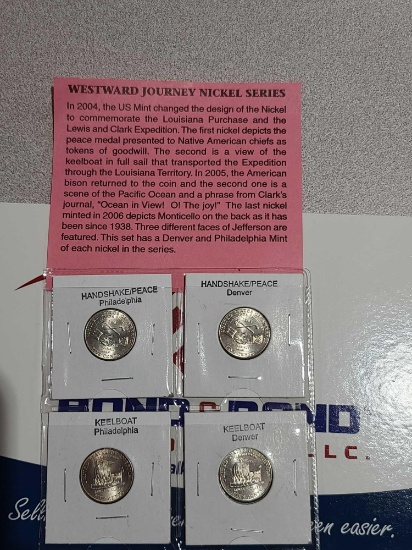 WESTWARD JOURNEY NICKEL SERIES
In 2004, the US Mint changed the design of the Nickel
to commemorate the Louisiana Purchase and the
Lewis and Clark Expedition. The first nickel depicts the
peace medal presented to Native American chiefs as
tokens of goodwill. The second is a view of the
keelboat in full sail that transported the Expedition
through the Louisiana Territory. In 2005, the American
bison returned to the coin and the second one is a
scene of the Pacific Ocean and a phrase from Clark's
journal, "Ocean in View! O! The joy!" The last nickel
minted in 2006 depicts Monticello on the back as it has
been since 1938. Three different faces of Jefferson are
featured. This set has a Denver and Philadelphia Mint
of each nickel in the series.
HANDSHAKE/PEACE
Philadelphia
HANDSHAKE/PEACE
Denver
BOND & BOND
L.C.
KEELBOAT
Philadelphia
KEELBOAT
Denver
easier.